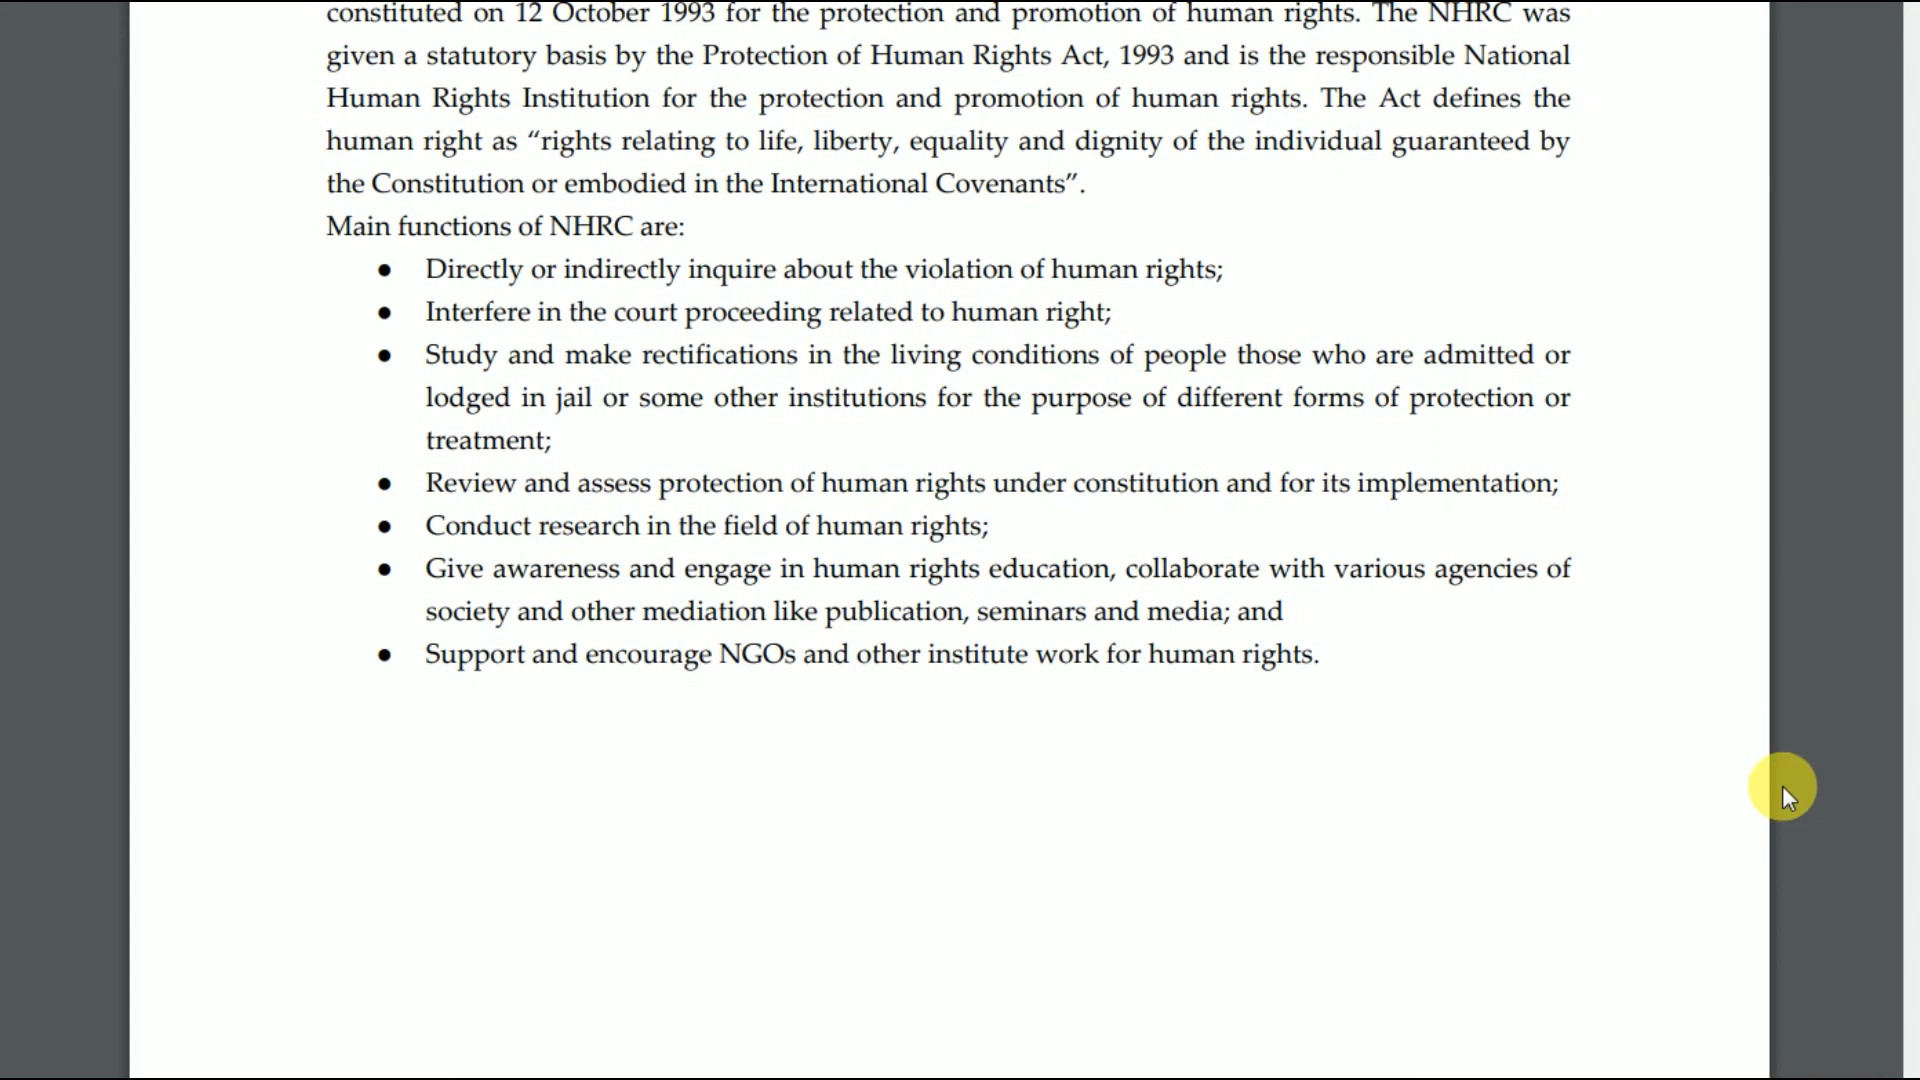 constituted on 12 October 1993 for the protection and promotion of human rights. The NHRC was
given a statutory basis by the Protection of Human Rights Act, 1993 and is the responsible National
Human Rights Institution for the protection and promotion of human rights. The Act defines the
human right as “rights relating to life, liberty, equality and dignity of the individual guaranteed by
the Constitution or embodied in the International Covenants”.
Main functions of NHRC are:
● Directly or indirectly inquire about the violation of human rights;
● Interfere in the court proceeding related to human right;
● Study and make rectifications in the living conditions of people those who are admitted or
lodged in jail or some other institutions for the purpose of different forms of protection or
treatment;
● Review and assess protection of human rights under constitution and for its implementation;
● Conduct research in the field of human rights;
● Give awareness and engage in human rights education, collaborate with various agencies of
society and other mediation like publication, seminars and media; and
● Support and encourage NGOs and other institute work for human rights.